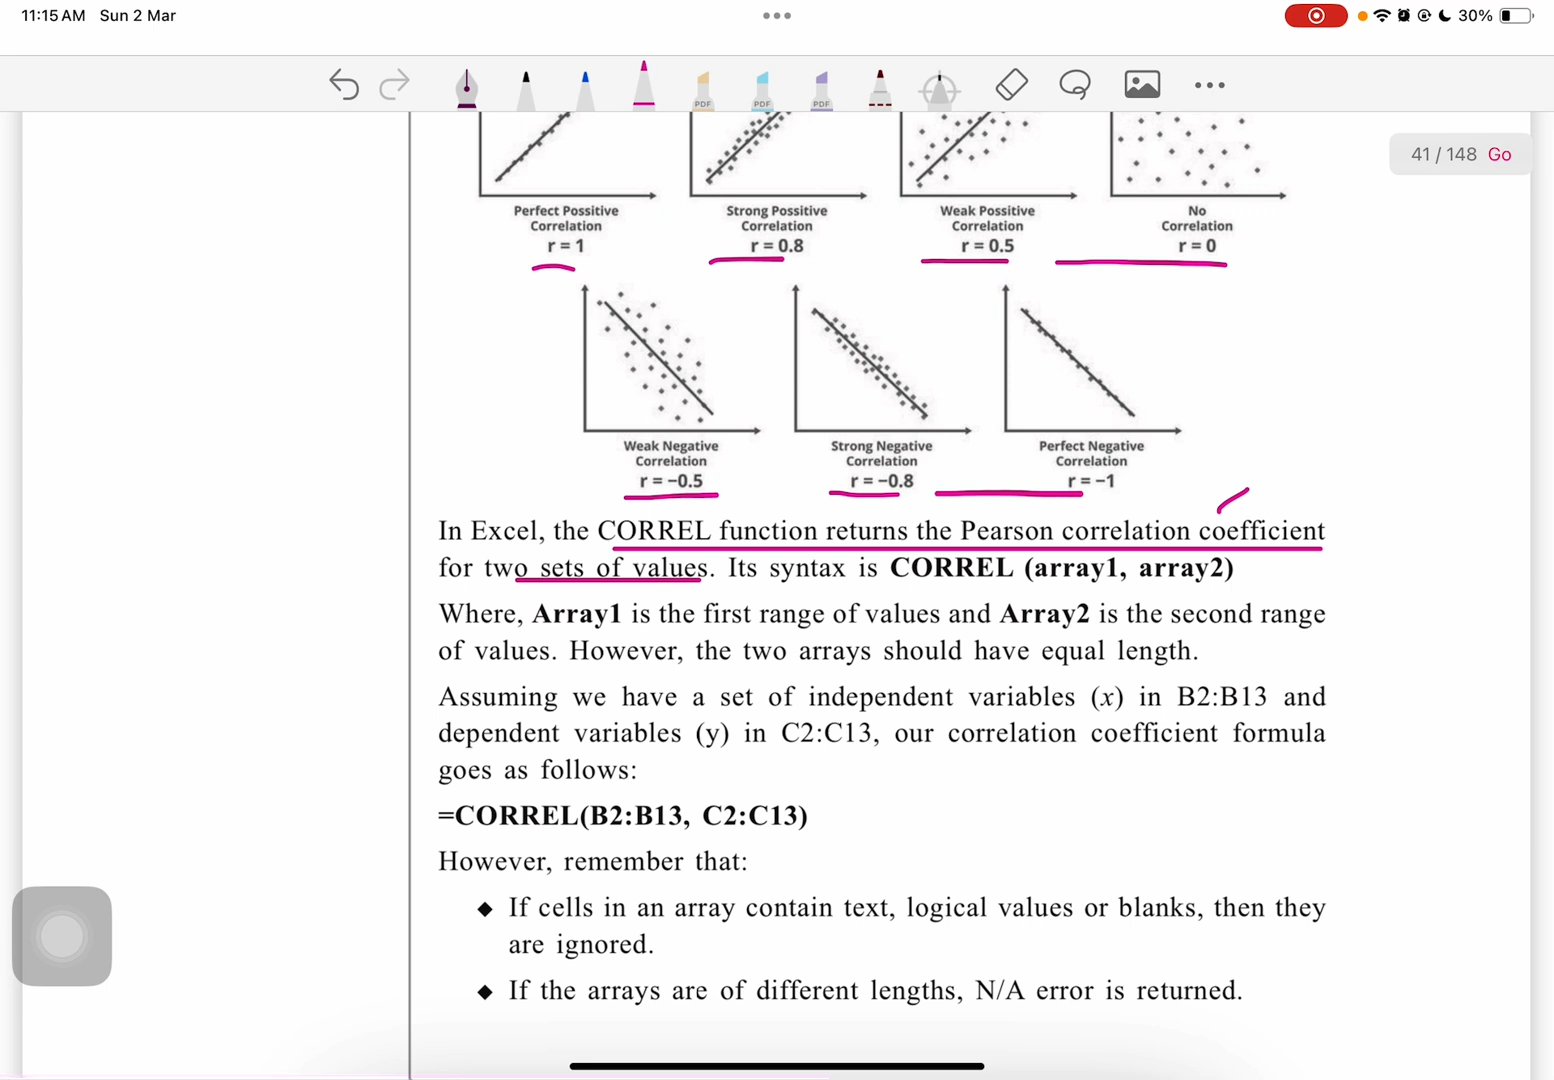 11:15 AM Sun 2 Mar
30%
PDF PDF PDF
41 / 148 Go
Perfect Possitive Correlation r = 1
Strong Possitive Correlation r = 0.8
Weak Possitive Correlation r = 0.5
No Correlation r = 0
Weak Negative Correlation r = −0.5
Strong Negative Correlation r = −0.8
Perfect Negative Correlation r = −1
In Excel, the CORREL function returns the Pearson correlation coefficient
for two sets of values. Its syntax is CORREL (array1, array2)
Where, Array1 is the first range of values and Array2 is the second range
of values. However, the two arrays should have equal length.
Assuming we have a set of independent variables (x) in B2:B13 and
dependent variables (y) in C2:C13, our correlation coefficient formula
goes as follows:
=CORREL(B2:B13, C2:C13)
However, remember that:
◆ If cells in an array contain text, logical values or blanks, then they
are ignored.
◆ If the arrays are of different lengths, N/A error is returned.